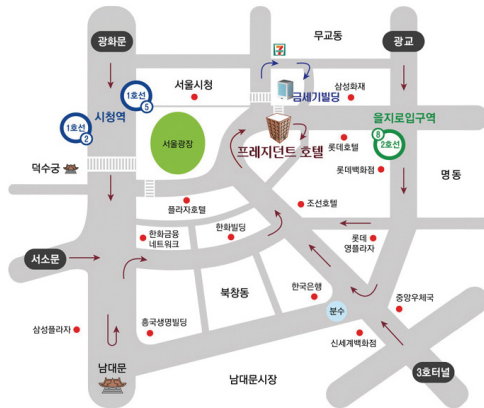 광화문
무교동
광교
7
서울시청
삼성화재
금세기빌딩
1호선
5
시청역
1호선
2
서울광장
을지로입구역
8
2호선
프레지던트 호텔
롯데호텔
롯데백화점
덕수궁
명동
플라자호텔
조선호텔
한화금융
네트워크
한화빌딩
롯데
영플라자
서소문
북창동
한국은행
중앙우체국
분수
삼성플라자
흥국생명빌딩
신세계백화점
남대문
남대문시장
3호터널